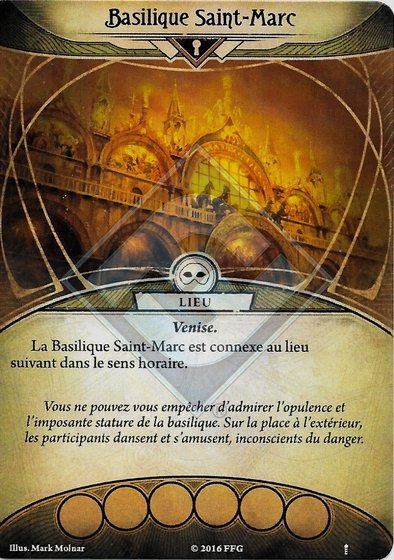 Basilique Saint-Marc
LIEU
Venise.
La Basilique Saint-Marc est connexe au lieu
suivant dans le sens horaire.
Vous ne pouvez vous empêcher d'admirer l'opulence et
l'imposante stature de la basilique. Sur la place à l'extérieur,
les participants dansent et s'amusent, inconscients du danger.
Illus. Mark Molnar
© 2016 FFG